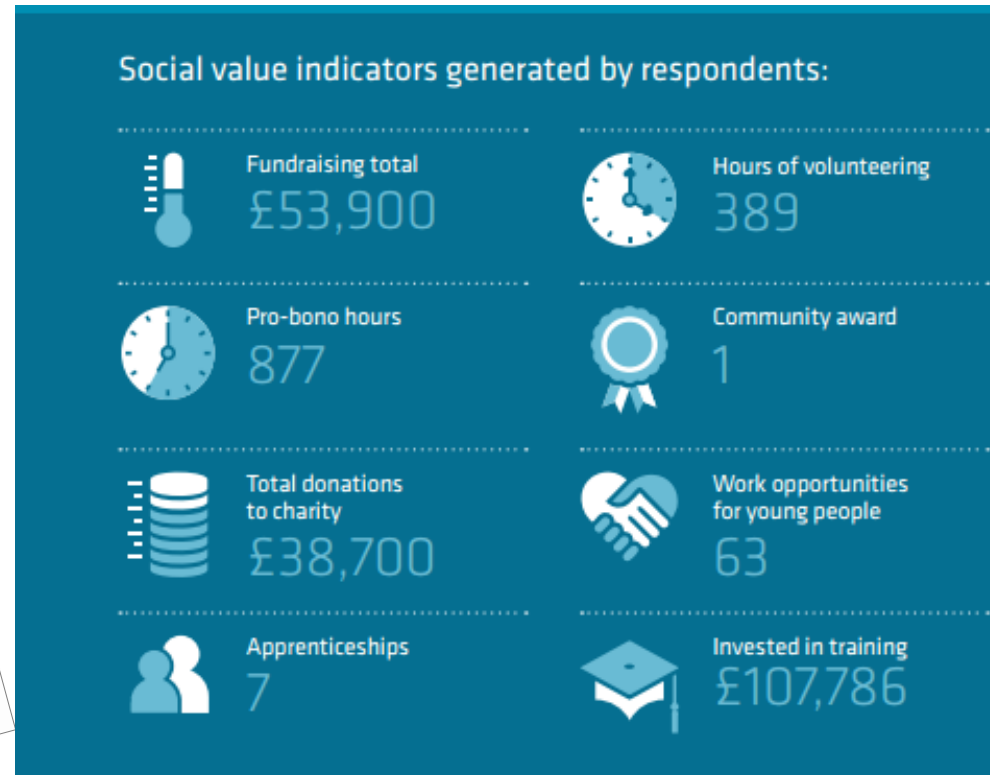 Social value indicators generated by respondents:
Fundraising total
£53,900
Hours of volunteering
389
Pro-bono hours
877
Community award
1
Total donations
to charity
£38,700
Work opportunities
for young people
63
Apprenticeships
7
Invested in training
£107,786